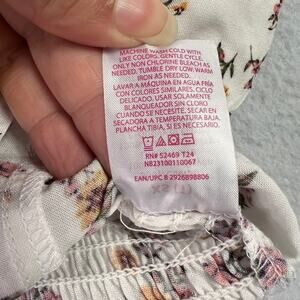 MACHINE WASH COLD WITH
LIKE COLORS. GENTLE CYCLE.
ONLY NON CHLORINE BLEACH AS
NEEDED. TUMBLE DRY LOW. WARM
IRON AS NEEDED.
LAVAR A MÁQUINA EN AGUA FRÍA
CON COLORES SIMILARES. CICLO
DELICADO. USAR SOLAMENTE
BLANQUEADOR SIN CLORO
CUANDO SE NECESITE. SECAR EN
SECADORA A TEMPERATURA BAJA.
PLANCHA TIBIA, SI ES NECESARIO.
RN# 52469 T24
NB23100110067
EAN/UPC 8 2926898806